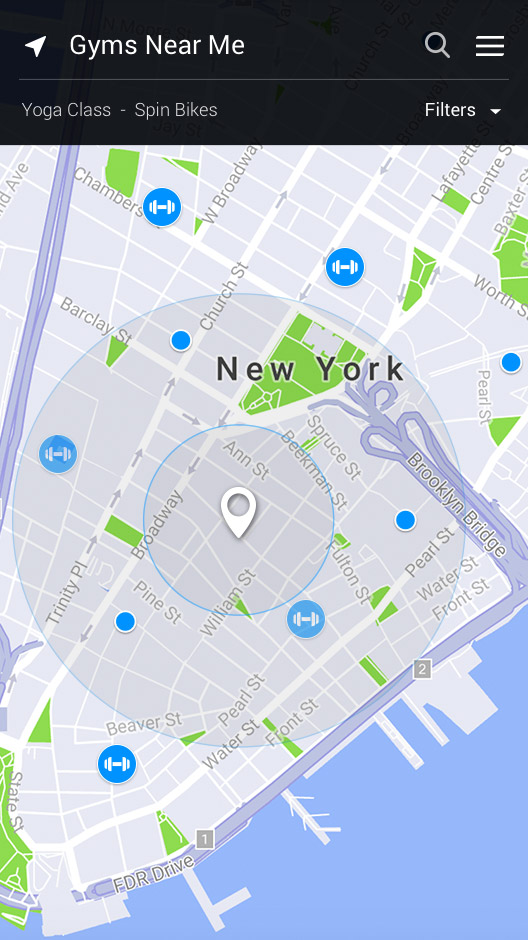 Gyms Near Me
Yoga Class - Spin Bikes
Filters
Church St
Broadway
Lafayette
Centre St
Baxter St
Chambers
W Broadway
Worth St
Church St
Barclay St
New York
Pearl St
Ann St
Beekman St
Spruce St
Brooklyn Bridge
Broadway
Trinity Pl
Pine St
William St
Fulton St
Pearl St
Water St
Front St
2
Pearl St
Beaver St
Water St
Front St
State St
1
FDR Drive